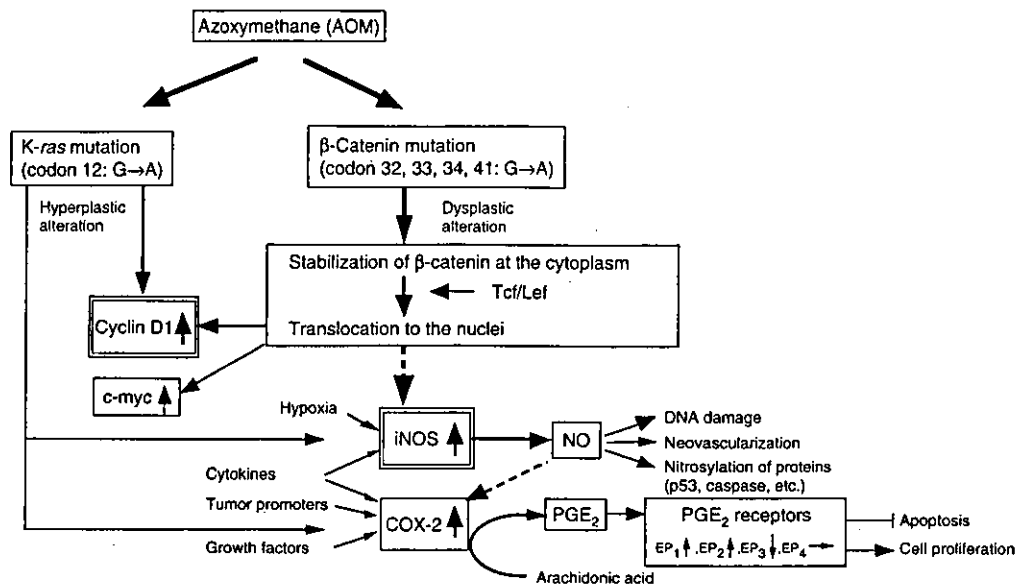 Azoxymethane (AOM)
K-ras mutation
(codon 12: G→A)
β-Catenin mutation
(codon 32, 33, 34, 41: G→A)
Hyperplastic
alteration
Dysplastic
alteration
Stabilization of β-catenin at the cytoplasm
Tcf/Lef
Translocation to the nuclei
Cyclin D1
c-myc
Hypoxia
iNOS
NO
DNA damage
Neovascularization
Nitrosylation of proteins
(p53, caspase, etc.)
Cytokines
Tumor promoters
Growth factors
COX-2
PGE₂
PGE₂ receptors
EP₁↑ .EP₂↑ .EP₃↓ .EP₄→
Apoptosis
Cell proliferation
Arachidonic acid